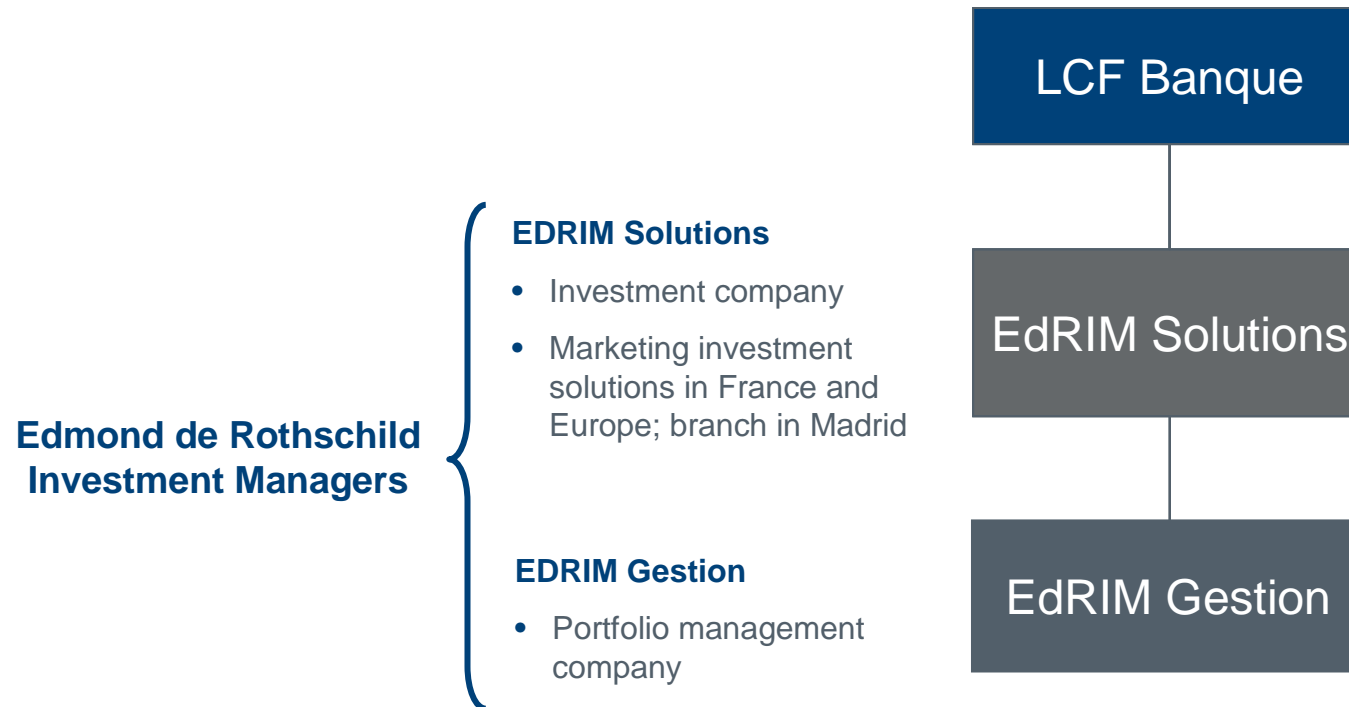 LCF Banque
EDRIM Solutions
• Investment company
• Marketing investment
solutions in France and
Europe; branch in Madrid
EdRIM Solutions
Edmond de Rothschild
Investment Managers
EDRIM Gestion
• Portfolio management
company
EdRIM Gestion